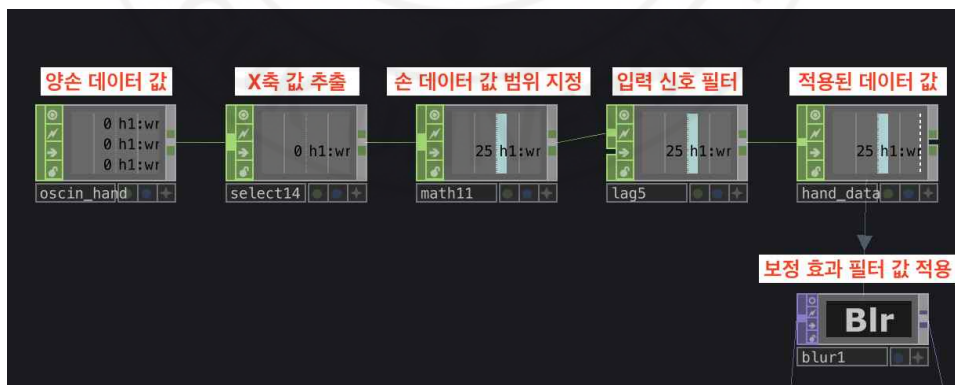 양손 데이터 값
X축 값 추출
손 데이터 값 범위 지정
입력 신호 필터
적용된 데이터 값
0 h1:wr
0 h1:wr
0 h1:wr
0 h1:wr
25 h1:wr
25 h1:wr
25 h1:wr
oscin_hand
select14
math11
lag5
hand_data
보정 효과 필터 값 적용
Blr
blur1